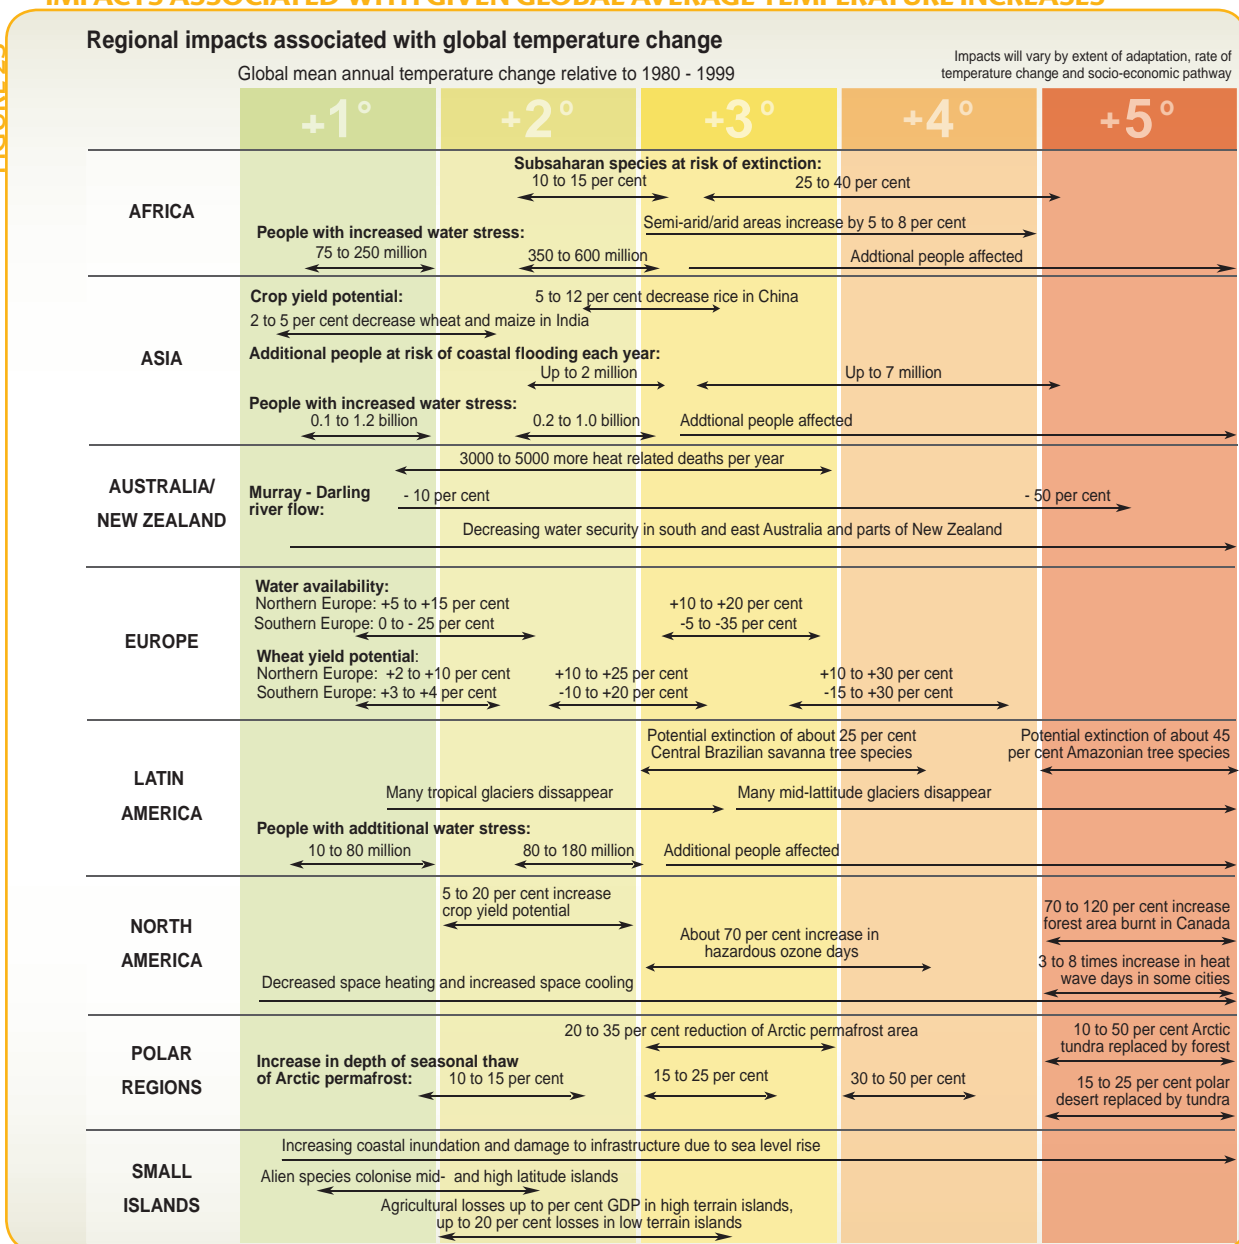 IMPACTS ASSOCIATED WITH GIVEN GLOBAL AVERAGE TEMPERATURE INCREASES
FIGURE 25
Regional impacts associated with global temperature change
Global mean annual temperature change relative to 1980 - 1999
Impacts will vary by extent of adaptation, rate of
temperature change and socio-economic pathway
+1° +2° +3° +4° +5°
AFRICA
Subsaharan species at risk of extinction:
10 to 15 per cent
25 to 40 per cent
Semi-arid/arid areas increase by 5 to 8 per cent
People with increased water stress:
75 to 250 million
350 to 600 million
Addtional people affected
ASIA
Crop yield potential:
5 to 12 per cent decrease rice in China
2 to 5 per cent decrease wheat and maize in India
Additional people at risk of coastal flooding each year:
Up to 2 million
Up to 7 million
People with increased water stress:
0.1 to 1.2 billion
0.2 to 1.0 billion
Addtional people affected
AUSTRALIA/
NEW ZEALAND
3000 to 5000 more heat related deaths per year
Murray - Darling
river flow:
- 10 per cent
- 50 per cent
Decreasing water security in south and east Australia and parts of New Zealand
EUROPE
Water availability:
Northern Europe: +5 to +15 per cent
+10 to +20 per cent
Southern Europe: 0 to - 25 per cent
-5 to -35 per cent
Wheat yield potential:
Northern Europe: +2 to +10 per cent
+10 to +25 per cent
+10 to +30 per cent
Southern Europe: +3 to +4 per cent
-10 to +20 per cent
-15 to +30 per cent
LATIN
AMERICA
Potential extinction of about 25 per cent
Central Brazilian savanna tree species
Potential extinction of about 45
per cent Amazonian tree species
Many tropical glaciers dissappear
Many mid-lattitude glaciers disappear
People with addtitional water stress:
10 to 80 million
80 to 180 million
Additional people affected
NORTH
AMERICA
5 to 20 per cent increase
crop yield potential
70 to 120 per cent increase
forest area burnt in Canada
About 70 per cent increase in
hazardous ozone days
3 to 8 times increase in heat
wave days in some cities
Decreased space heating and increased space cooling
POLAR
REGIONS
20 to 35 per cent reduction of Arctic permafrost area
10 to 50 per cent Arctic
tundra replaced by forest
Increase in depth of seasonal thaw
of Arctic permafrost:
10 to 15 per cent
15 to 25 per cent
30 to 50 per cent
15 to 25 per cent polar
desert replaced by tundra
SMALL
ISLANDS
Increasing coastal inundation and damage to infrastructure due to sea level rise
Alien species colonise mid- and high latitude islands
Agricultural losses up to per cent GDP in high terrain islands,
up to 20 per cent losses in low terrain islands